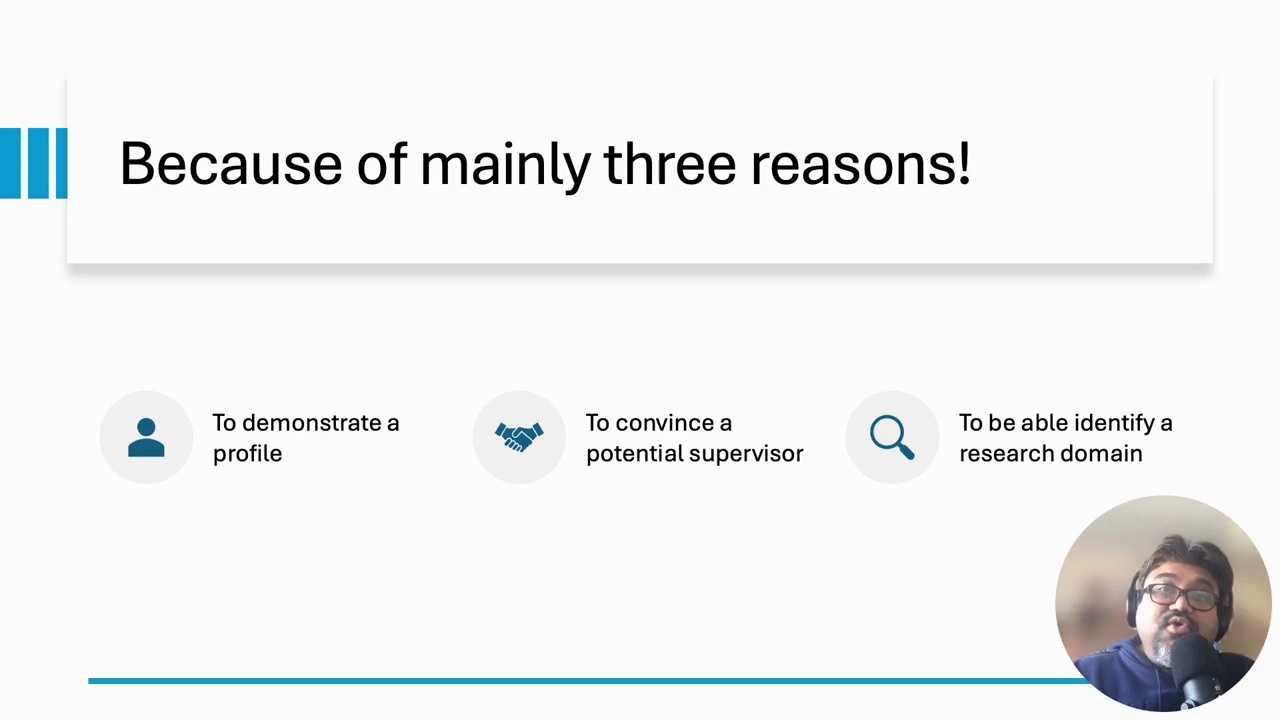 Because of mainly three reasons!
To demonstrate a
profile
To convince a
potential supervisor
To be able identify a
research domain